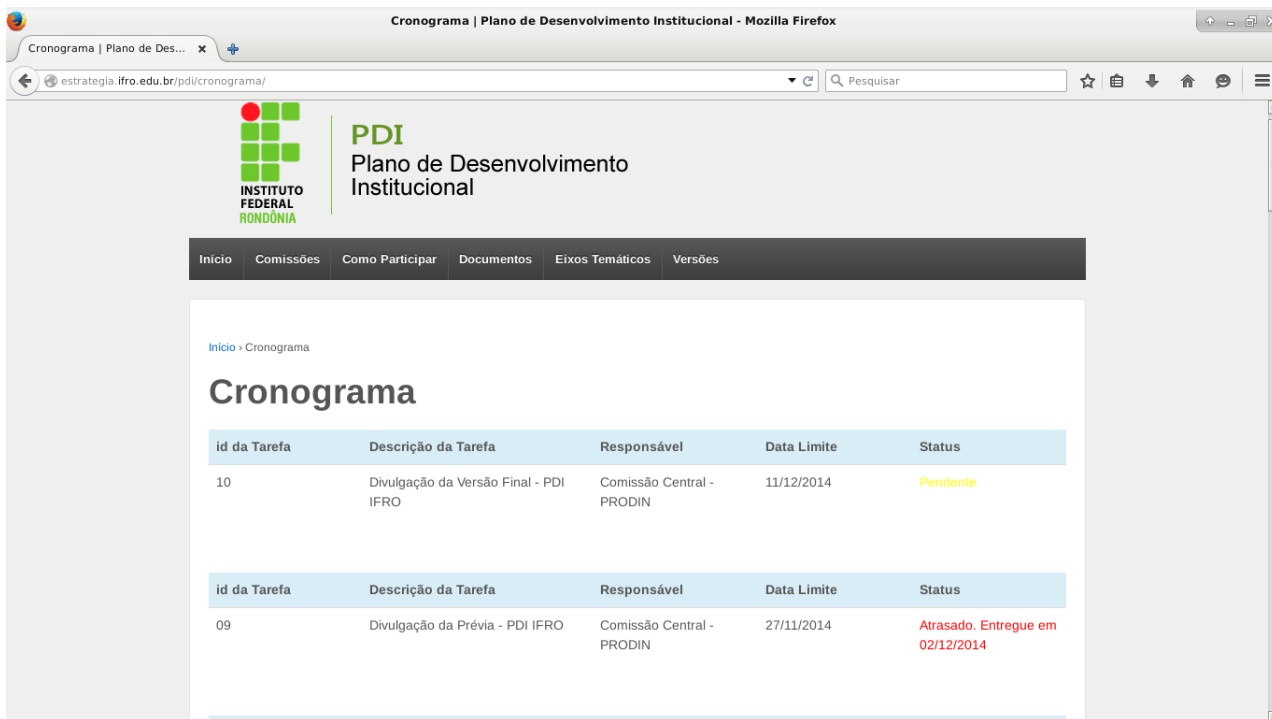 Cronograma | Plano de Desenvolvimento Institucional - Mozilla Firefox
Cronograma | Plano de Des...
estrategia.ifro.edu.br/pdi/cronograma/
Pesquisar
INSTITUTO
FEDERAL
RONDÔNIA
PDI
Plano de Desenvolvimento
Institucional
Início Comissões Como Participar Documentos Eixos Temáticos Versões
Início › Cronograma
Cronograma
id da Tarefa Descrição da Tarefa Responsável Data Limite Status
10 Divulgação da Versão Final - PDI Comissão Central - 11/12/2014 Pendente
IFRO PRODIN
id da Tarefa Descrição da Tarefa Responsável Data Limite Status
09 Divulgação da Prévia - PDI IFRO Comissão Central - 27/11/2014 Atrasado. Entregue em
PRODIN 02/12/2014